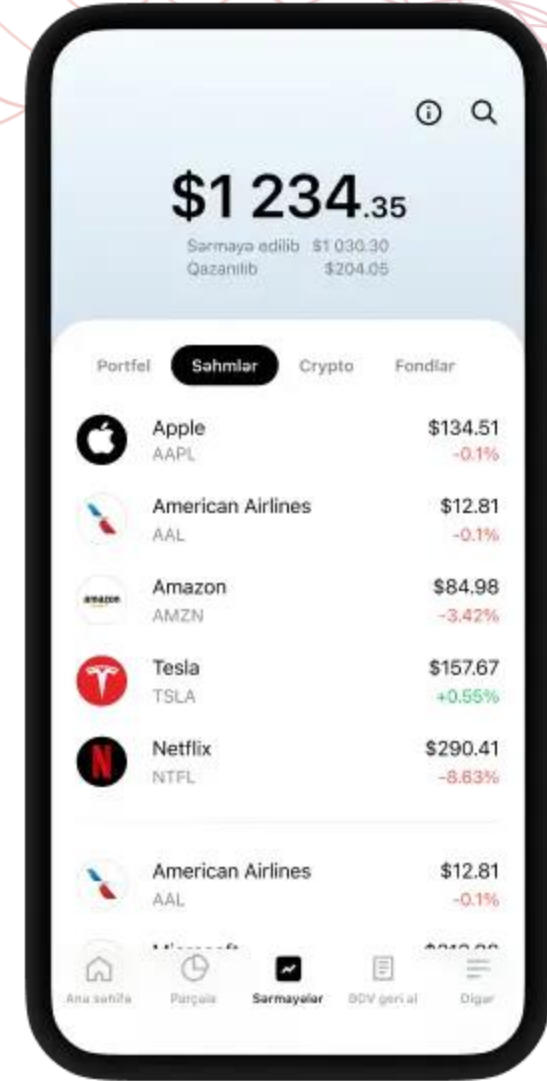 $1 234.35
Sərmayə edilib $1 030.30
Qazanılıb $204.05
Portfel Səhmlər Crypto Fondlar
Apple $134.51
AAPL -0.1%
American Airlines $12.81
AAL -0.1%
amazon
Amazon $84.98
AMZN -3.42%
Tesla $157.67
TSLA +0.55%
Netflix $290.41
NTFL -8.63%
American Airlines $12.81
AAL -0.1%
Ana səhifə Parçala Sərmayələr ƏDV geri al Digər